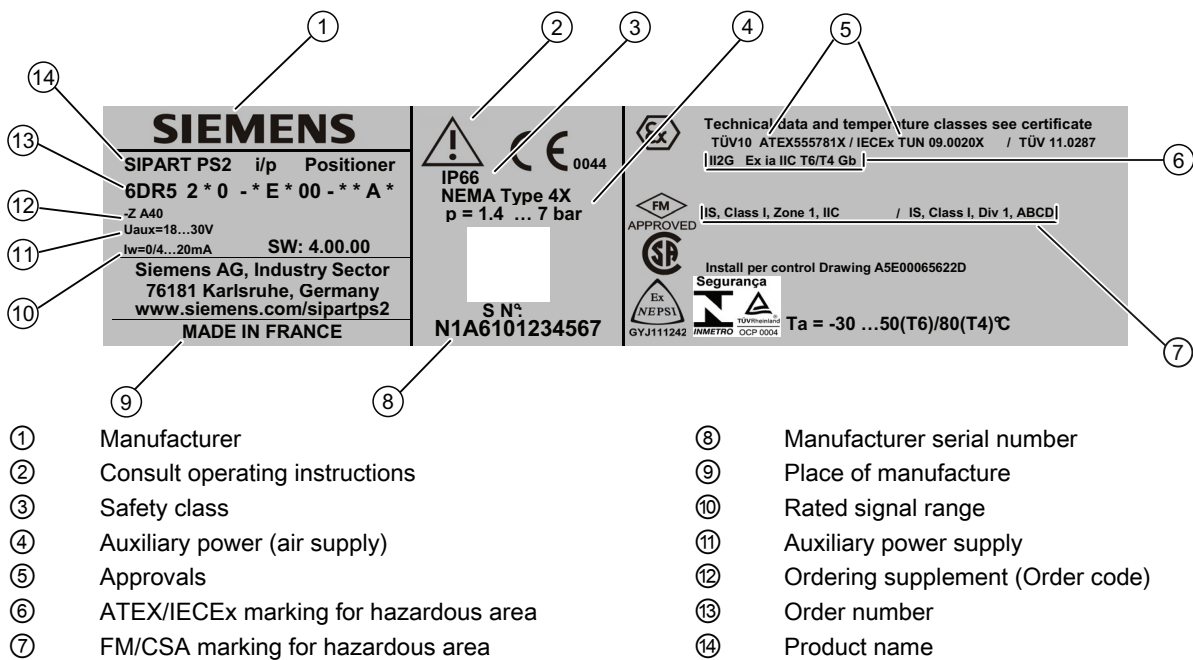 1
2
3
4
5
14
13
12
11
10
9
8
7
6
SIEMENS
SIPART PS2 i/p Positioner
6DR5 2 * 0 - * E * 00 - * * A *
-Z A40
Uaux=18...30V
Iw=0/4...20mA SW: 4.00.00
Siemens AG, Industry Sector
76181 Karlsruhe, Germany
www.siemens.com/sipartps2
MADE IN FRANCE
CE 0044
IP66
NEMA Type 4X
p = 1.4 ... 7 bar
S Nº:
N1A6101234567
Ex
Technical data and temperature classes see certificate
TÜV10 ATEX555781X / IECEx TUN 09.0020X / TÜV 11.0287
II2G Ex ia IIC T6/T4 Gb
FM
APPROVED
IS, Class I, Zone 1, IIC / IS, Class I, Div 1, ABCD
SA
Install per control Drawing A5E00065622D
Ex
NEPSI
GYJ111242
Segurança
INMETRO
TÜVRheinland
OCP 0004
Ta = -30 ...50(T6)/80(T4)°C
① Manufacturer
② Consult operating instructions
③ Safety class
④ Auxiliary power (air supply)
⑤ Approvals
⑥ ATEX/IECEx marking for hazardous area
⑦ FM/CSA marking for hazardous area
⑧ Manufacturer serial number
⑨ Place of manufacture
⑩ Rated signal range
⑪ Auxiliary power supply
⑫ Ordering supplement (Order code)
⑬ Order number
⑭ Product name